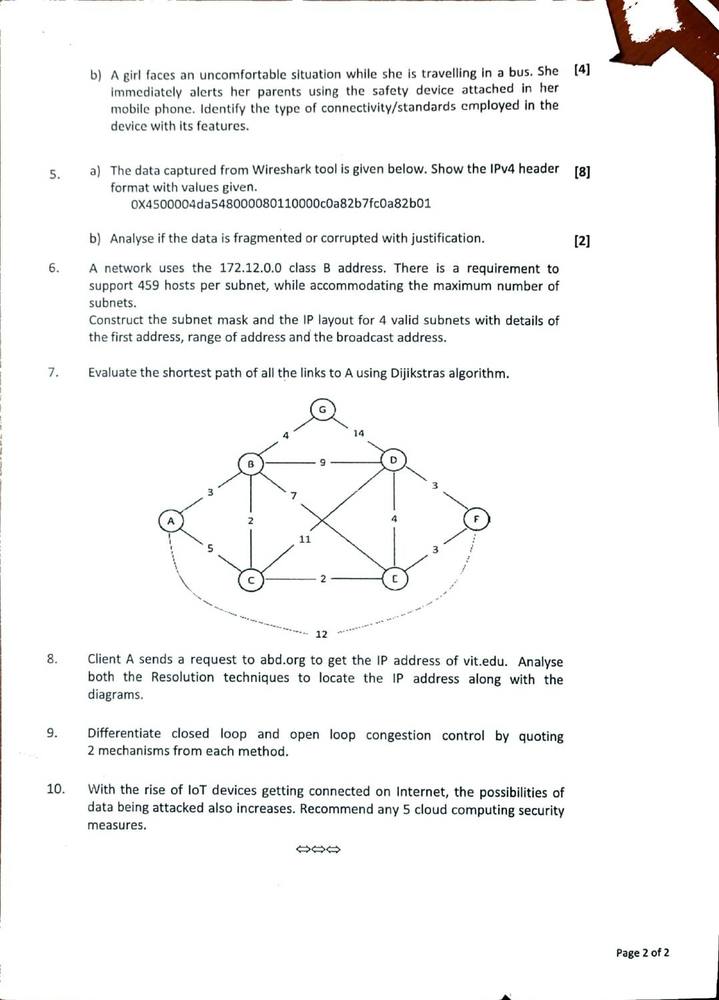 b) A girl faces an uncomfortable situation while she is travelling in a bus. She [4]
immediately alerts her parents using the safety device attached in her
mobile phone. Identify the type of connectivity/standards employed in the
device with its features.
5. a) The data captured from Wireshark tool is given below. Show the IPv4 header [8]
format with values given.
0X4500004da548000080110000c0a82b7fc0a82b01
b) Analyse if the data is fragmented or corrupted with justification. [2]
6. A network uses the 172.12.0.0 class B address. There is a requirement to
support 459 hosts per subnet, while accommodating the maximum number of
subnets.
Construct the subnet mask and the IP layout for 4 valid subnets with details of
the first address, range of address and the broadcast address.
7. Evaluate the shortest path of all the links to A using Dijikstras algorithm.
G
4 14
B 9 D
3 7 3
A 2 4 F
5 11 3
C 2 E
12
8. Client A sends a request to abd.org to get the IP address of vit.edu. Analyse
both the Resolution techniques to locate the IP address along with the
diagrams.
9. Differentiate closed loop and open loop congestion control by quoting
2 mechanisms from each method.
10. With the rise of IoT devices getting connected on Internet, the possibilities of
data being attacked also increases. Recommend any 5 cloud computing security
measures.
⇔⇔⇔
Page 2 of 2